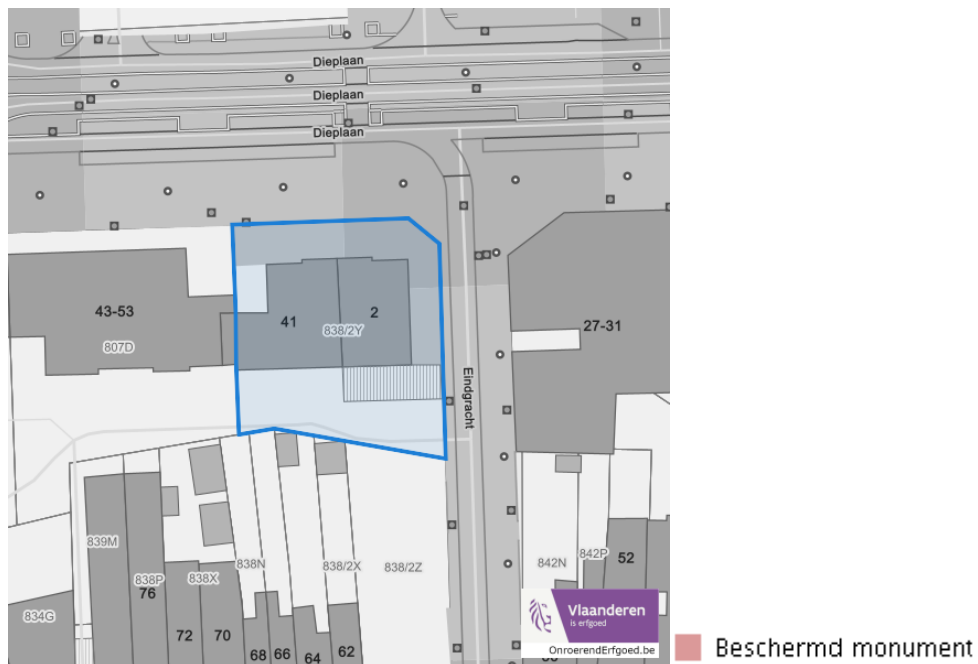 Dieplaan
Dieplaan
Dieplaan
43-53
807D
41
2
838/2Y
27-31
Eindgracht
839M
838P
76
838X
838N
838/2X
838/2Z
842N
842P
52
834G
72
70
68
66
64
62
Vlaanderen
is erfgoed
OnroerendErfgoed.be
Beschermd monument